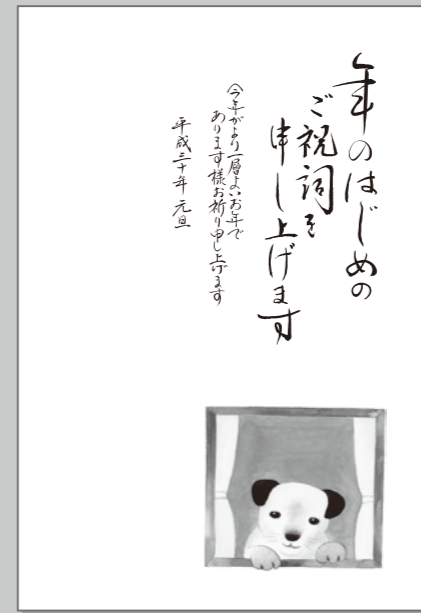 年のはじめの
ご祝詞を
申し上げます
今年がより一層よいお年で
あります様お祈り申し上げます
平成三十年 元旦